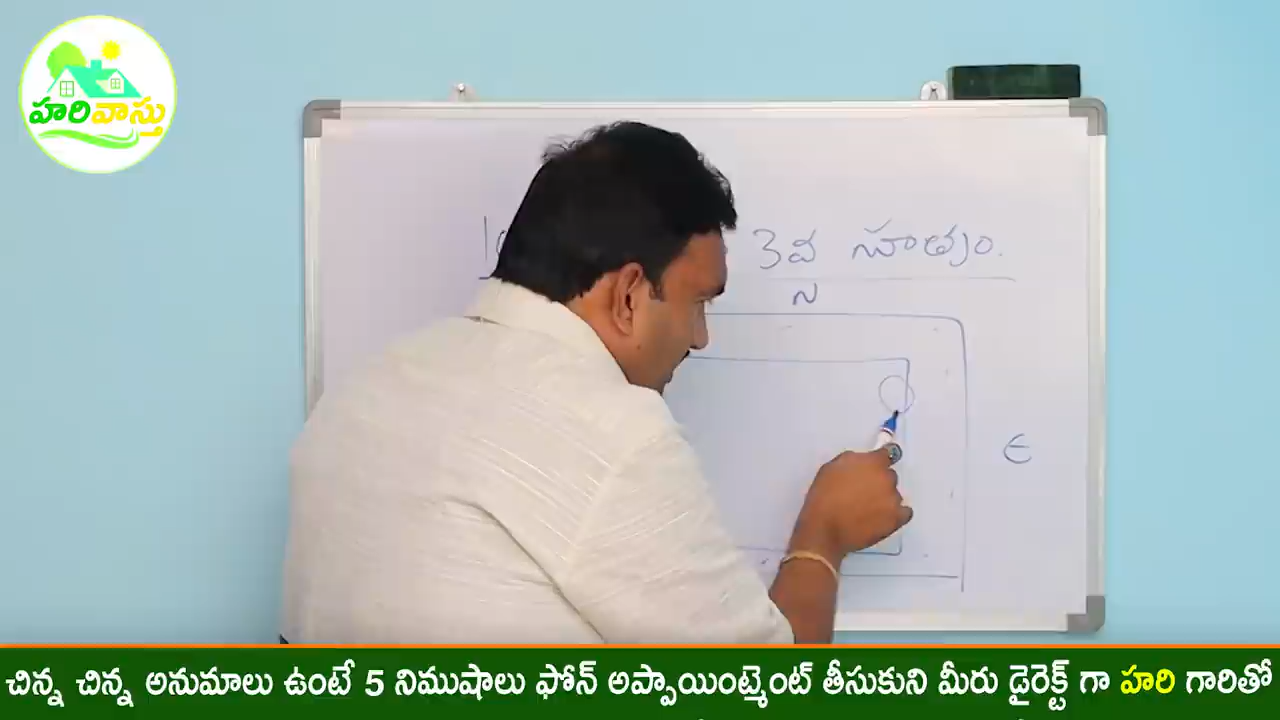 హరివాస్తు
3వ సూత్రం.
N
E
చిన్న చిన్న అనుమాలు ఉంటే 5 నిముషాలు ఫోన్ అప్పాయింట్మెంట్ తీసుకుని మీరు డైరెక్ట్ గా హరి గారితో